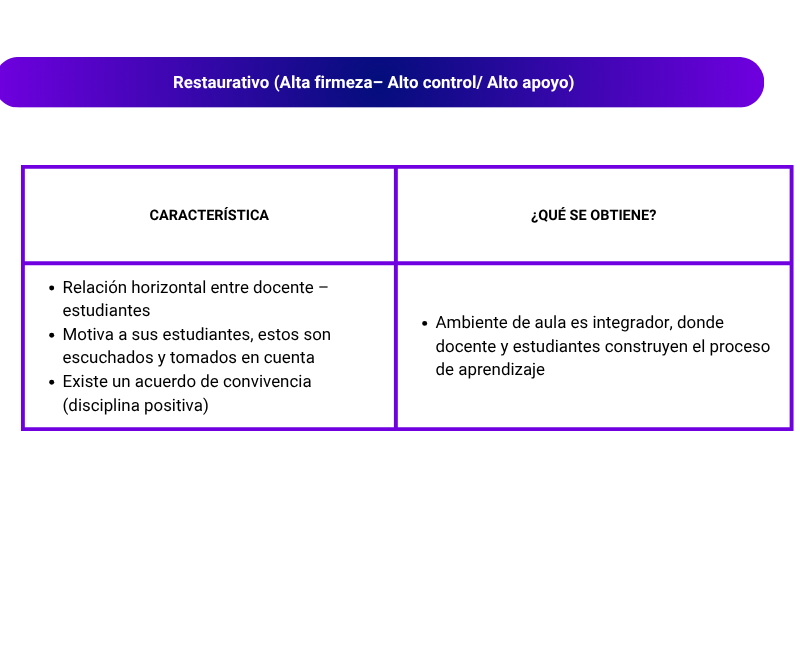 Restaurativo (Alta firmeza– Alto control/ Alto apoyo)
CARACTERÍSTICA
¿QUÉ SE OBTIENE?
• Relación horizontal entre docente –
estudiantes
• Motiva a sus estudiantes, estos son
escuchados y tomados en cuenta
• Existe un acuerdo de convivencia
(disciplina positiva)
• Ambiente de aula es integrador, donde
docente y estudiantes construyen el proceso
de aprendizaje